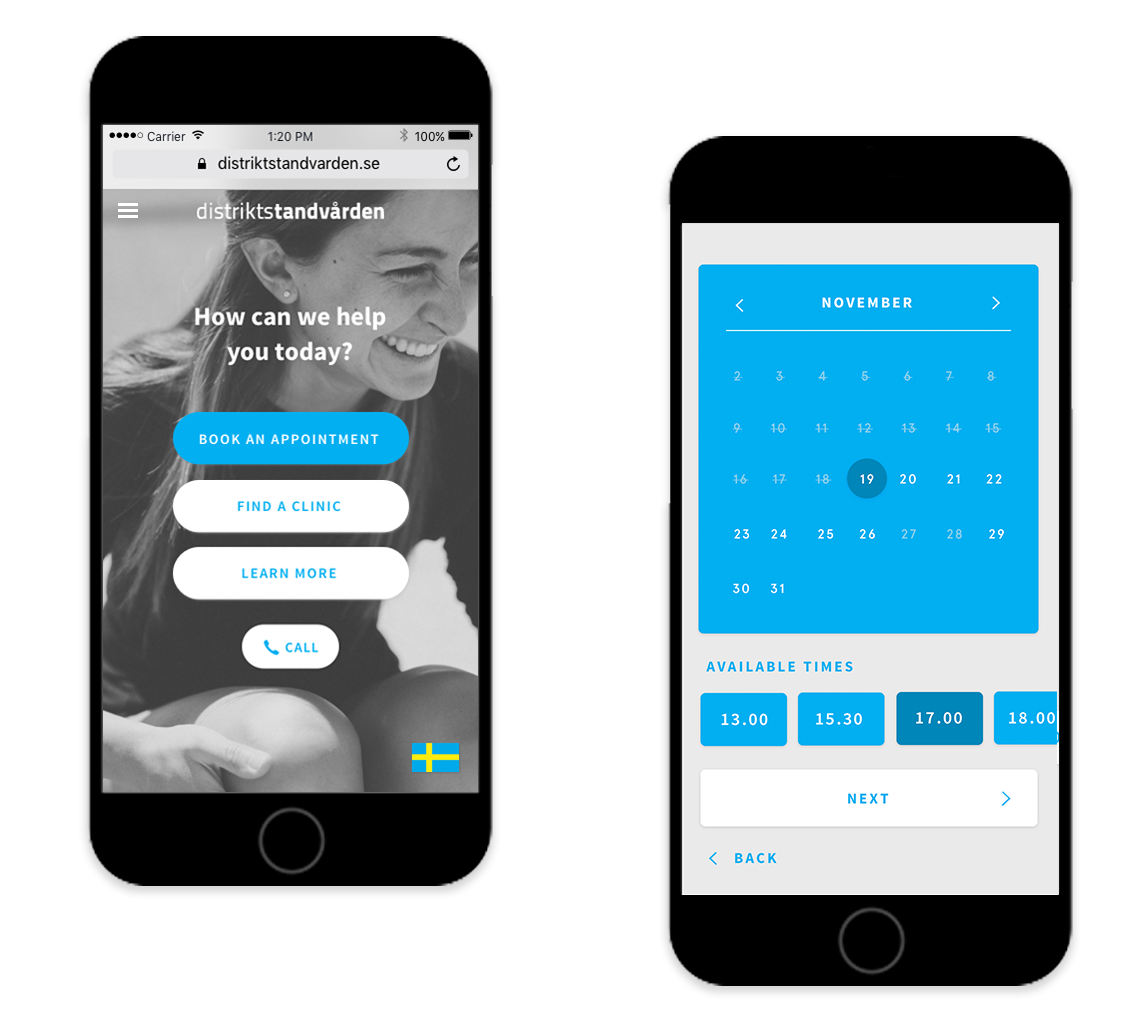 Carrier 1:20 PM 100%
distriktstandvarden.se
distriktstandvården
How can we help
you today?
BOOK AN APPOINTMENT
FIND A CLINIC
LEARN MORE
CALL
NOVEMBER
2 3 4 5 6 7 8
9 10 11 12 13 14 15
16 17 18 19 20 21 22
23 24 25 26 27 28 29
30 31
AVAILABLE TIMES
13.00 15.30 17.00 18.00
NEXT
BACK